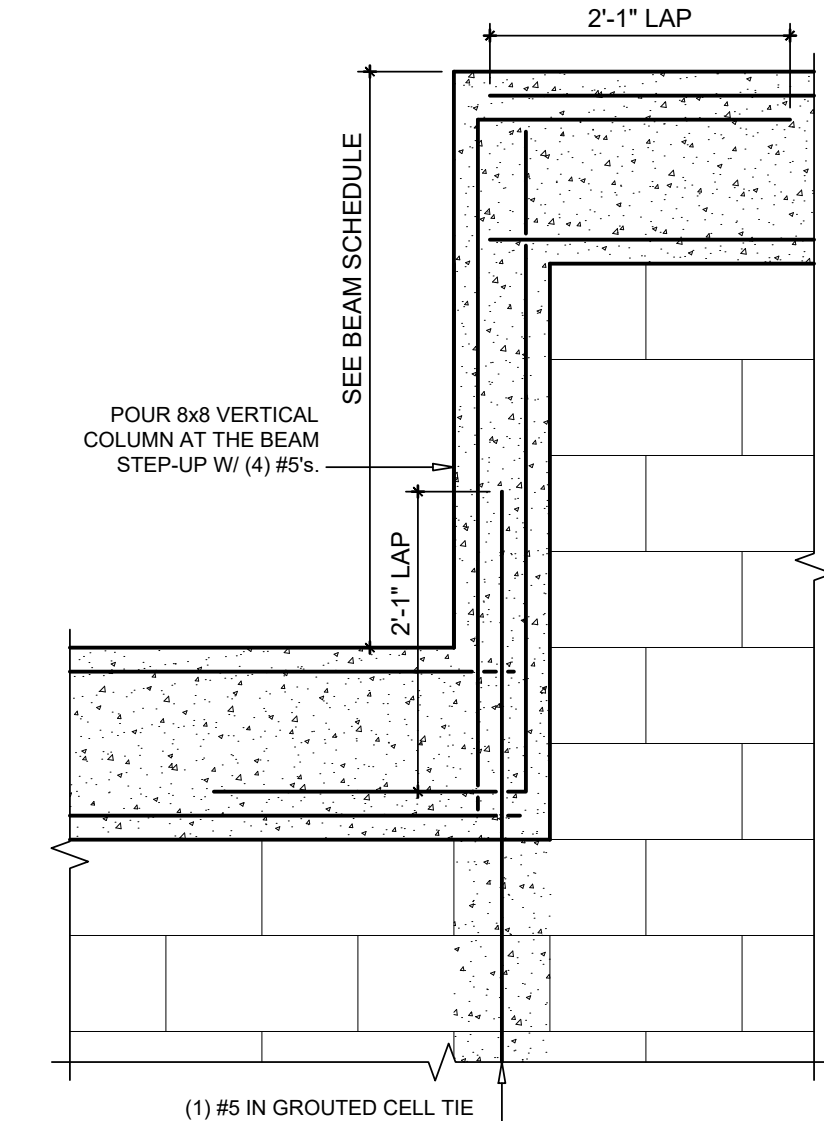 2'-1" LAP
SEE BEAM SCHEDULE
POUR 8x8 VERTICAL
COLUMN AT THE BEAM
STEP-UP W/ (4) #5's.
2'-1" LAP
(1) #5 IN GROUTED CELL TIE